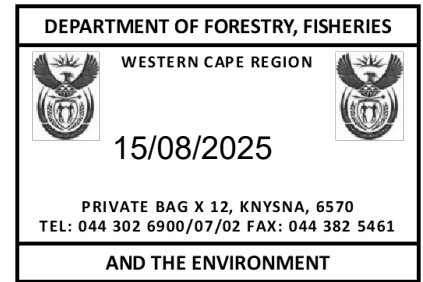 DEPARTMENT OF FORESTRY, FISHERIES
WESTERN CAPE REGION
15/08/2025
PRIVATE BAG X 12, KNYSNA, 6570
TEL: 044 302 6900/07/02 FAX: 044 382 5461
AND THE ENVIRONMENT